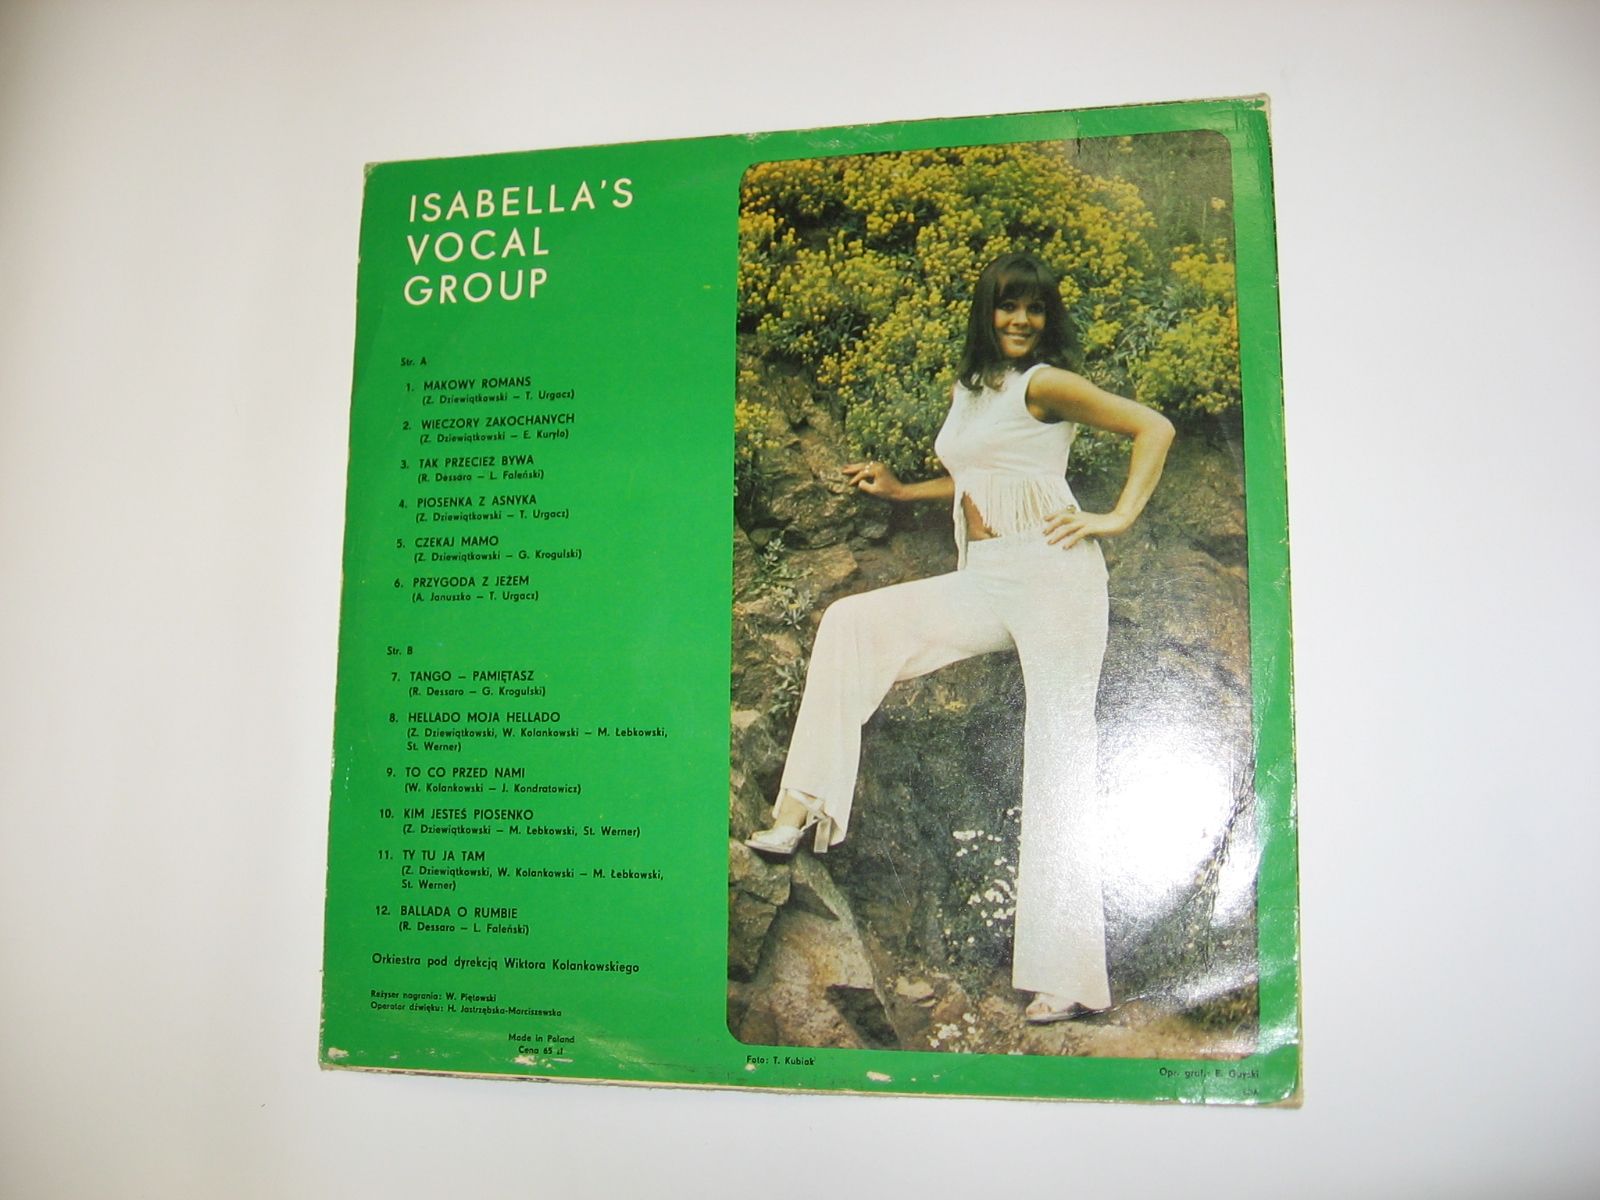 ISABELLA'S
VOCAL
GROUP
Str. A
1. MAKOWY ROMANS
(Z. Dziewiątkowski – T. Urgacz)
2. WIECZORY ZAKOCHANYCH
(Z. Dziewiątkowski – E. Kuryło)
3. TAK PRZECIEŻ BYWA
(R. Dessaro – L. Faleński)
4. PIOSENKA Z ASNYKA
(Z. Dziewiątkowski – T. Urgacz)
5. CZEKAJ MAMO
(Z. Dziewiątkowski – G. Krogulski)
6. PRZYGODA Z JEŻEM
(A. Januszko – T. Urgacz)
Str. B
7. TANGO – PAMIĘTASZ
(R. Dessaro – G. Krogulski)
8. HELLADO MOJA HELLADO
(Z. Dziewiątkowski, W. Kolankowski – M. Łebkowski,
St. Werner)
9. TO CO PRZED NAMI
(W. Kolankowski – J. Kondratowicz)
10. KIM JESTEŚ PIOSENKO
(Z. Dziewiątkowski – M. Łebkowski, St. Werner)
11. TY TU JA TAM
(Z. Dziewiątkowski, W. Kolankowski – M. Łebkowski,
St. Werner)
12. BALLADA O RUMBIE
(R. Dessaro – L. Faleński)
Orkiestra pod dyrekcją Wiktora Kolankowskiego
Reżyser nagrania: W. Piętowski
Operator dźwięku: H. Jastrzębska-Marciszewska
Made in Poland
Cena 65 zł
Foto: T. Kubiak
Opr. graf.: E.